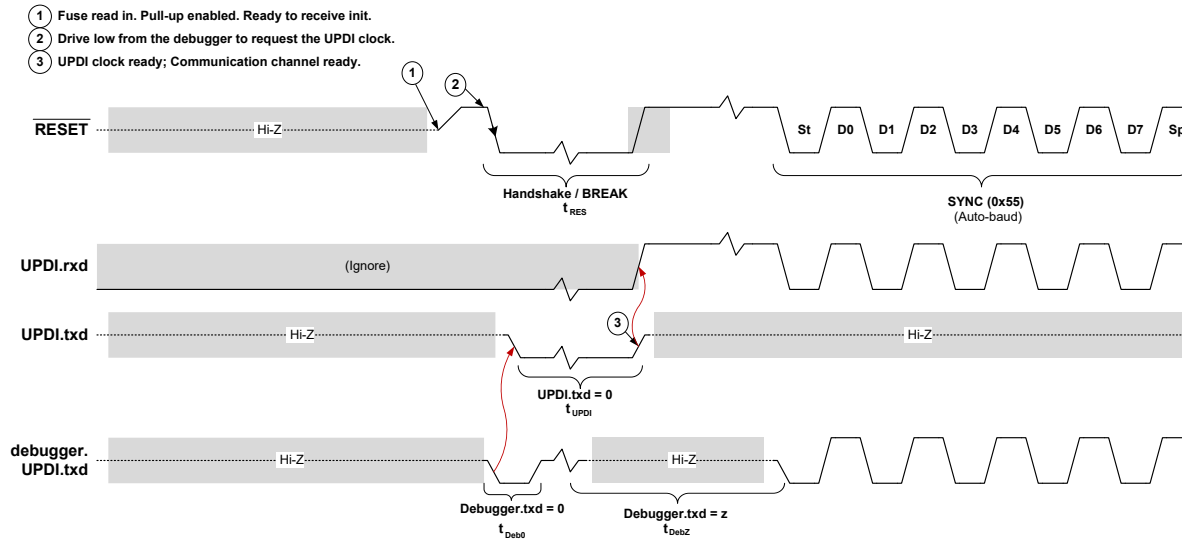 1 Fuse read in. Pull-up enabled. Ready to receive init.
2 Drive low from the debugger to request the UPDI clock.
3 UPDI clock ready; Communication channel ready.
1 2
RESET Hi-Z St D0 D1 D2 D3 D4 D5 D6 D7 Sp
Handshake / BREAK
tRES
SYNC (0x55)
(Auto-baud)
UPDI.rxd (Ignore)
3
UPDI.txd Hi-Z Hi-Z
UPDI.txd = 0
tUPDI
debugger.
UPDI.txd Hi-Z Hi-Z
Debugger.txd = 0 Debugger.txd = z
tDeb0 tDebZ